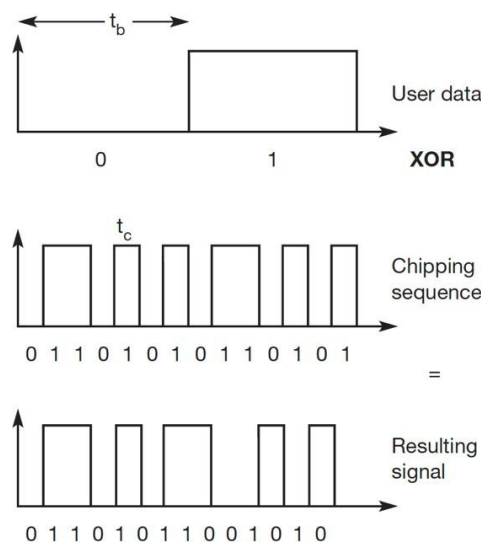 t_b
User data
0 1 XOR
t_c
Chipping
sequence
0 1 1 0 1 0 1 0 1 1 0 1 0 1
=
Resulting
signal
0 1 1 0 1 0 1 1 0 0 1 0 1 0